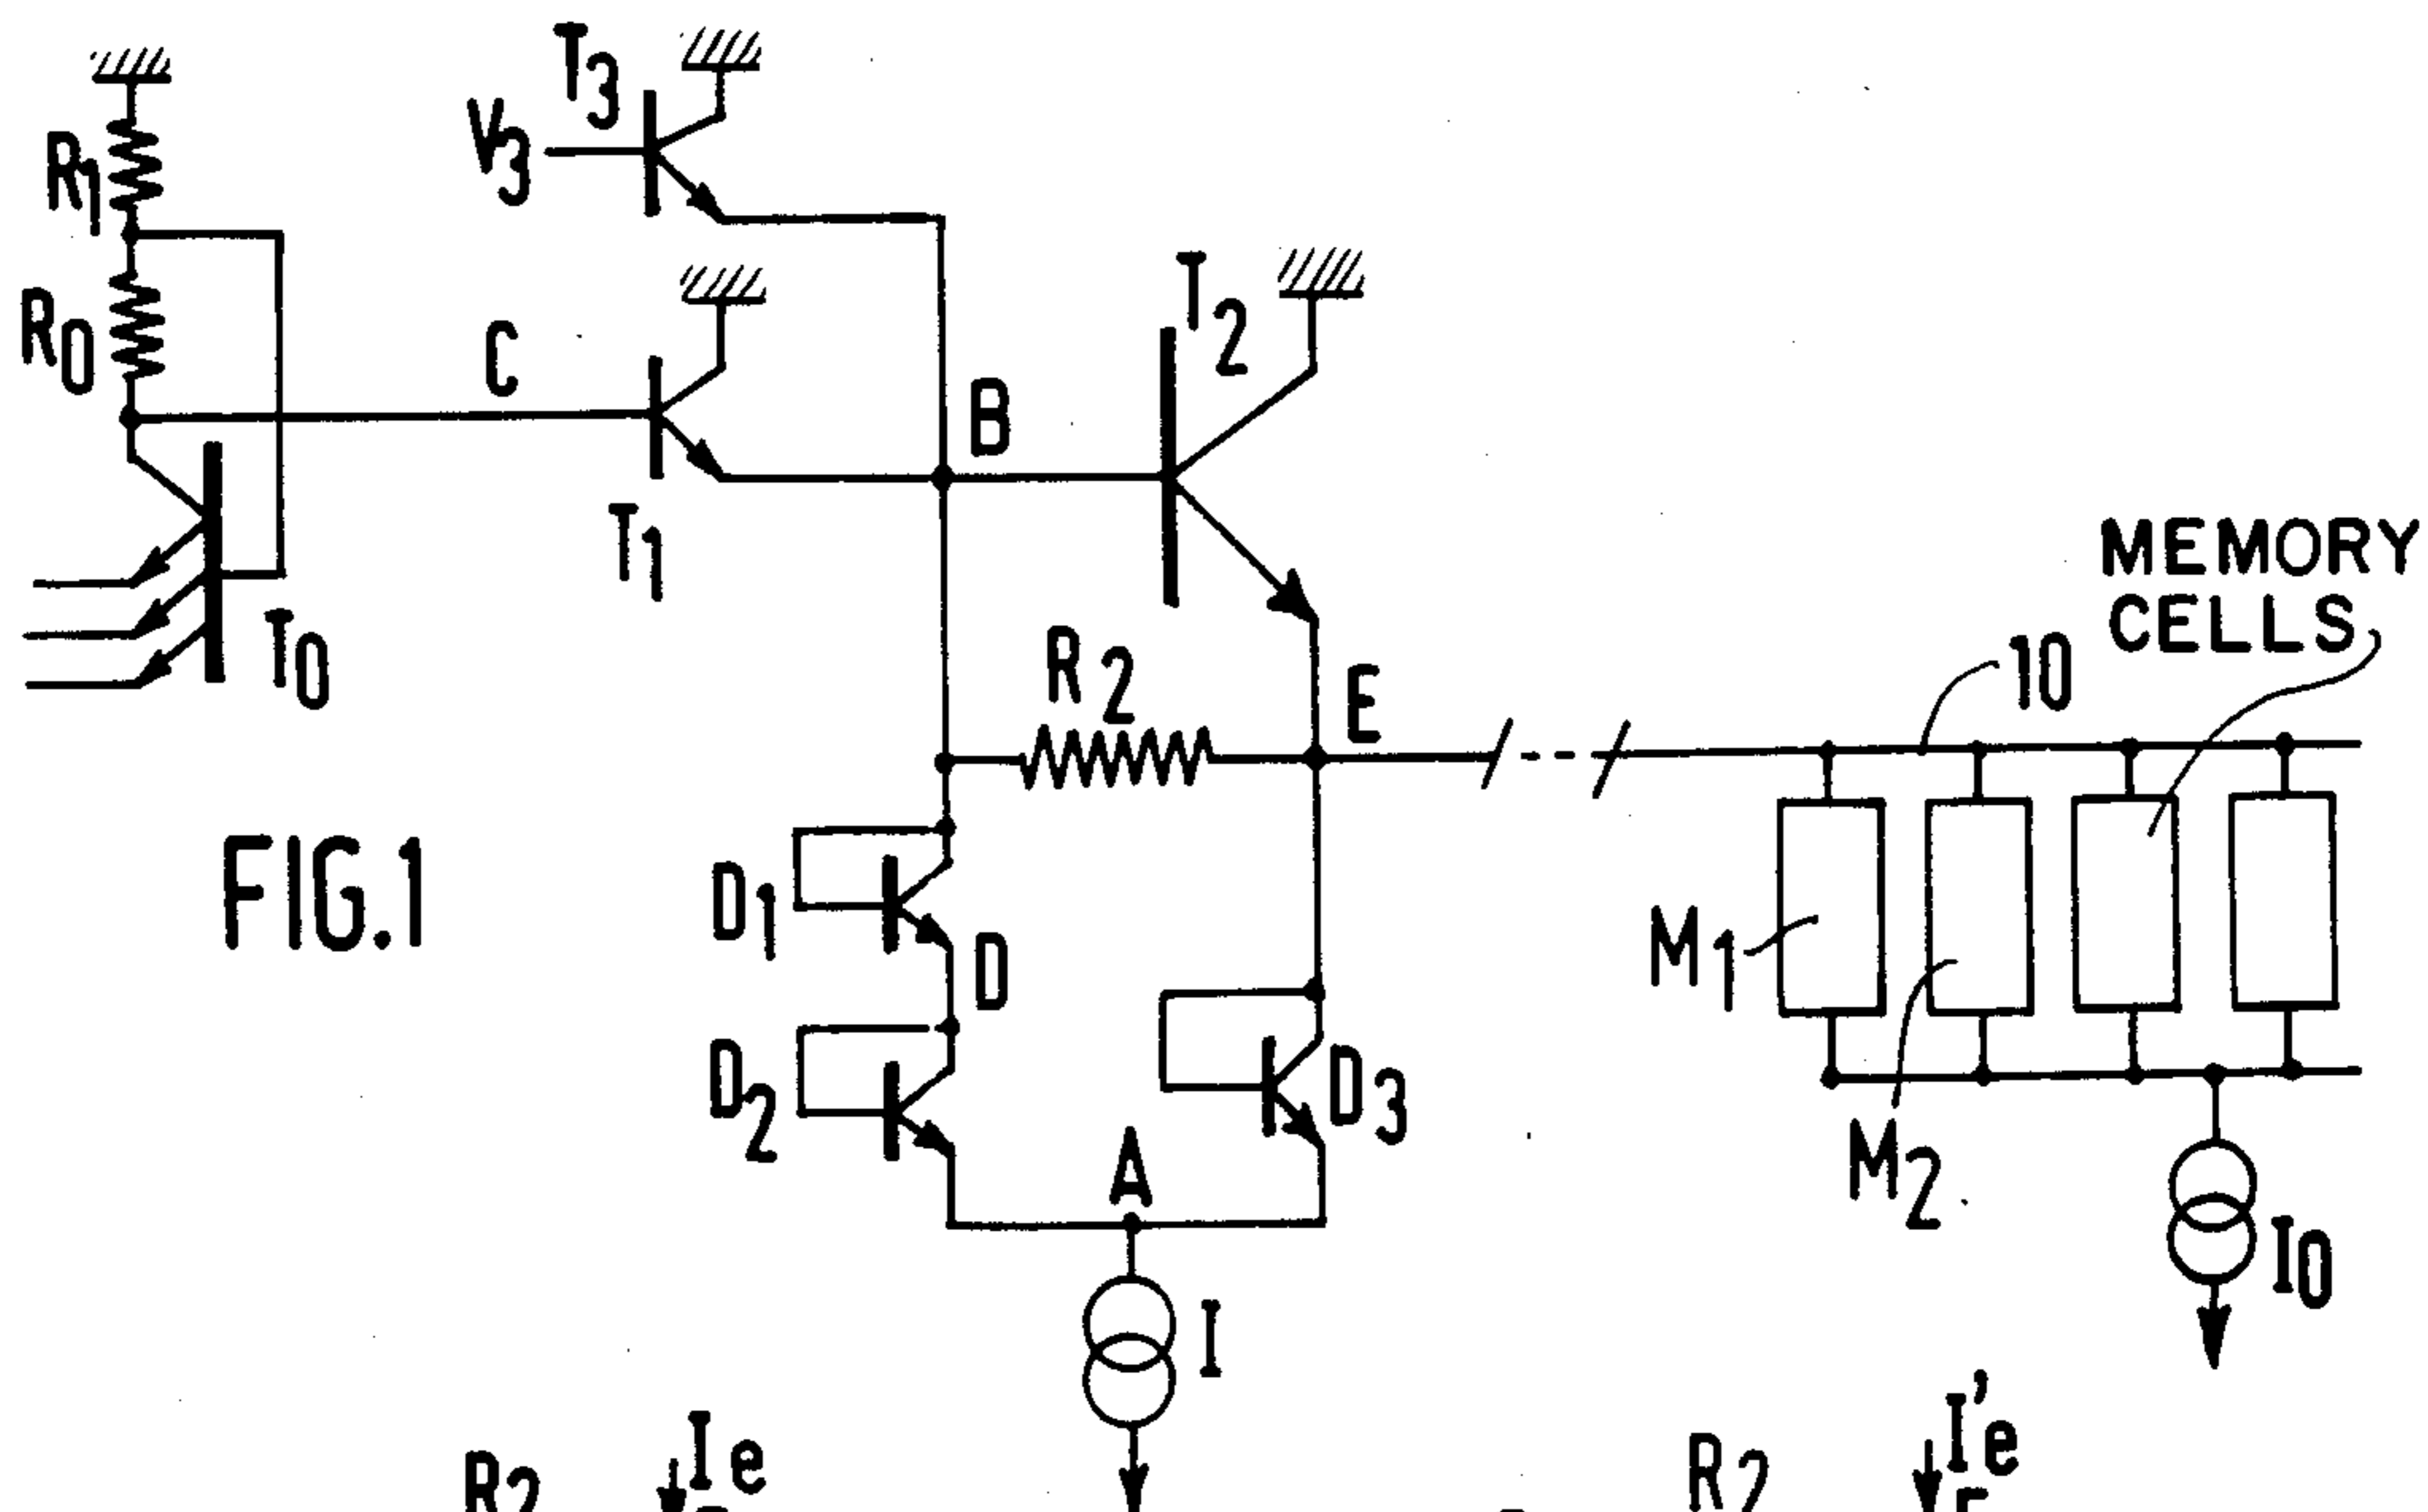 T3
V3
R1
R0
C
T2
B
T1
T0
MEMORY
CELLS
R2
E
10
FIG.1
D1
D
M1
D2
D3
A
M2
I0
I
Ie
R2
I'e
R2